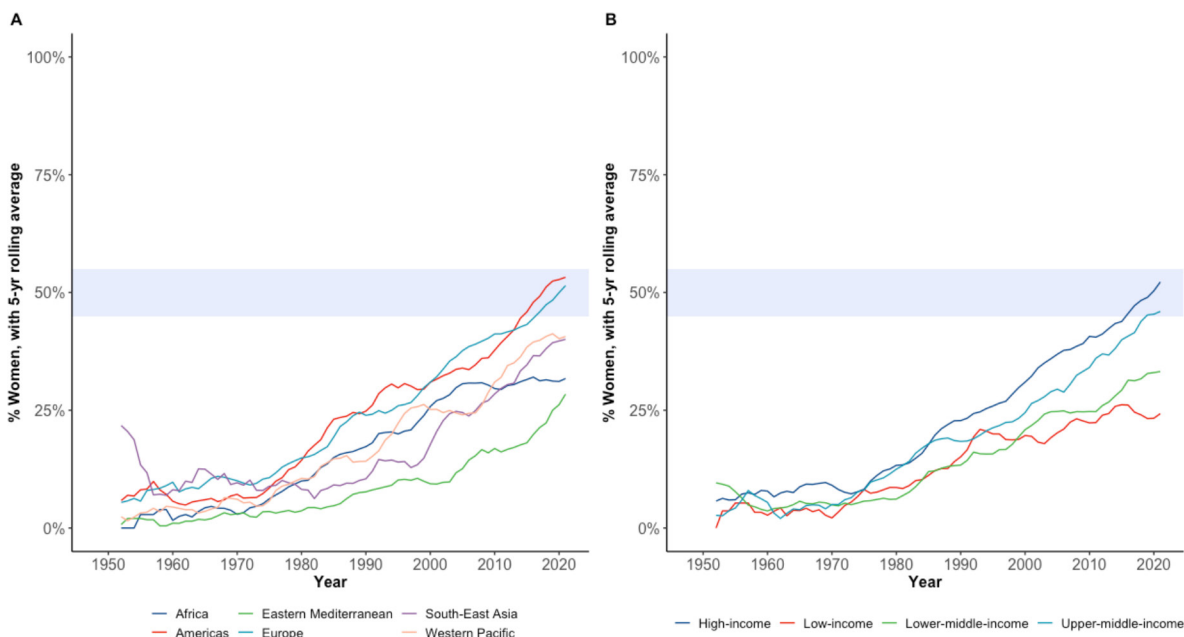 A
% Women, with 5-yr rolling average
100%
75%
50%
25%
0%
1950 1960 1970 1980 1990 2000 2010 2020
Year
Africa Eastern Mediterranean South-East Asia
Americas Europe Western Pacific
B
% Women, with 5-yr rolling average
100%
75%
50%
25%
0%
1950 1960 1970 1980 1990 2000 2010 2020
Year
High-income Low-income Lower-middle-income Upper-middle-income